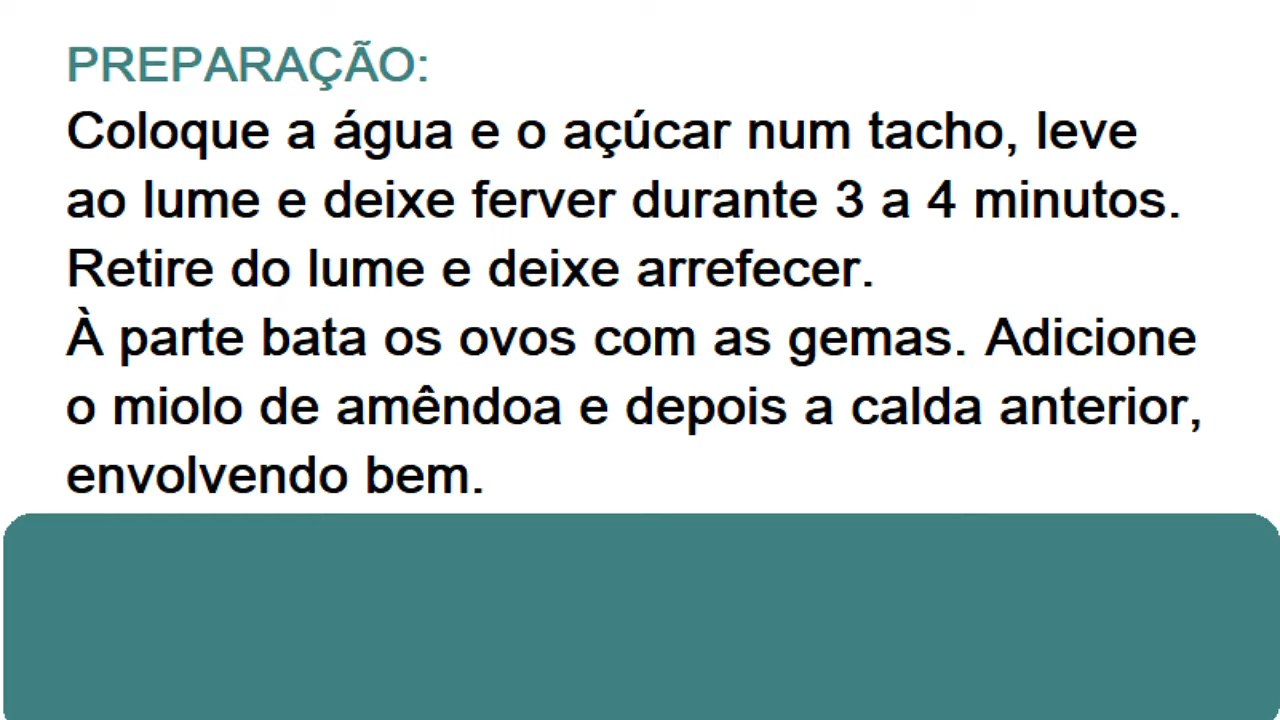 PREPARAÇÃO:
Coloque a água e o açúcar num tacho, leve
ao lume e deixe ferver durante 3 a 4 minutos.
Retire do lume e deixe arrefecer.
À parte bata os ovos com as gemas. Adicione
o miolo de amêndoa e depois a calda anterior,
envolvendo bem.